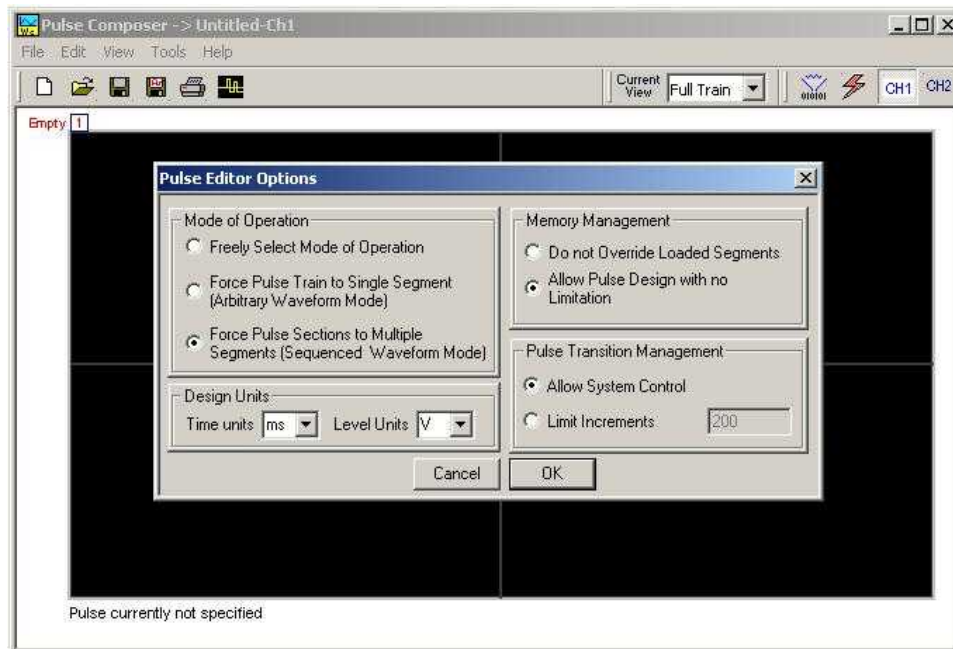 Pulse Composer -> Untitled-Ch1
File Edit View Tools Help
Current View Full Train CH1 CH2
Empty 1
Pulse Editor Options
Mode of Operation
Freely Select Mode of Operation
Force Pulse Train to Single Segment
(Arbitrary Waveform Mode)
Force Pulse Sections to Multiple
Segments (Sequenced Waveform Mode)
Design Units
Time units ms Level Units V
Memory Management
Do not Override Loaded Segments
Allow Pulse Design with no
Limitation
Pulse Transition Management
Allow System Control
Limit Increments 200
Cancel OK
Pulse currently not specified